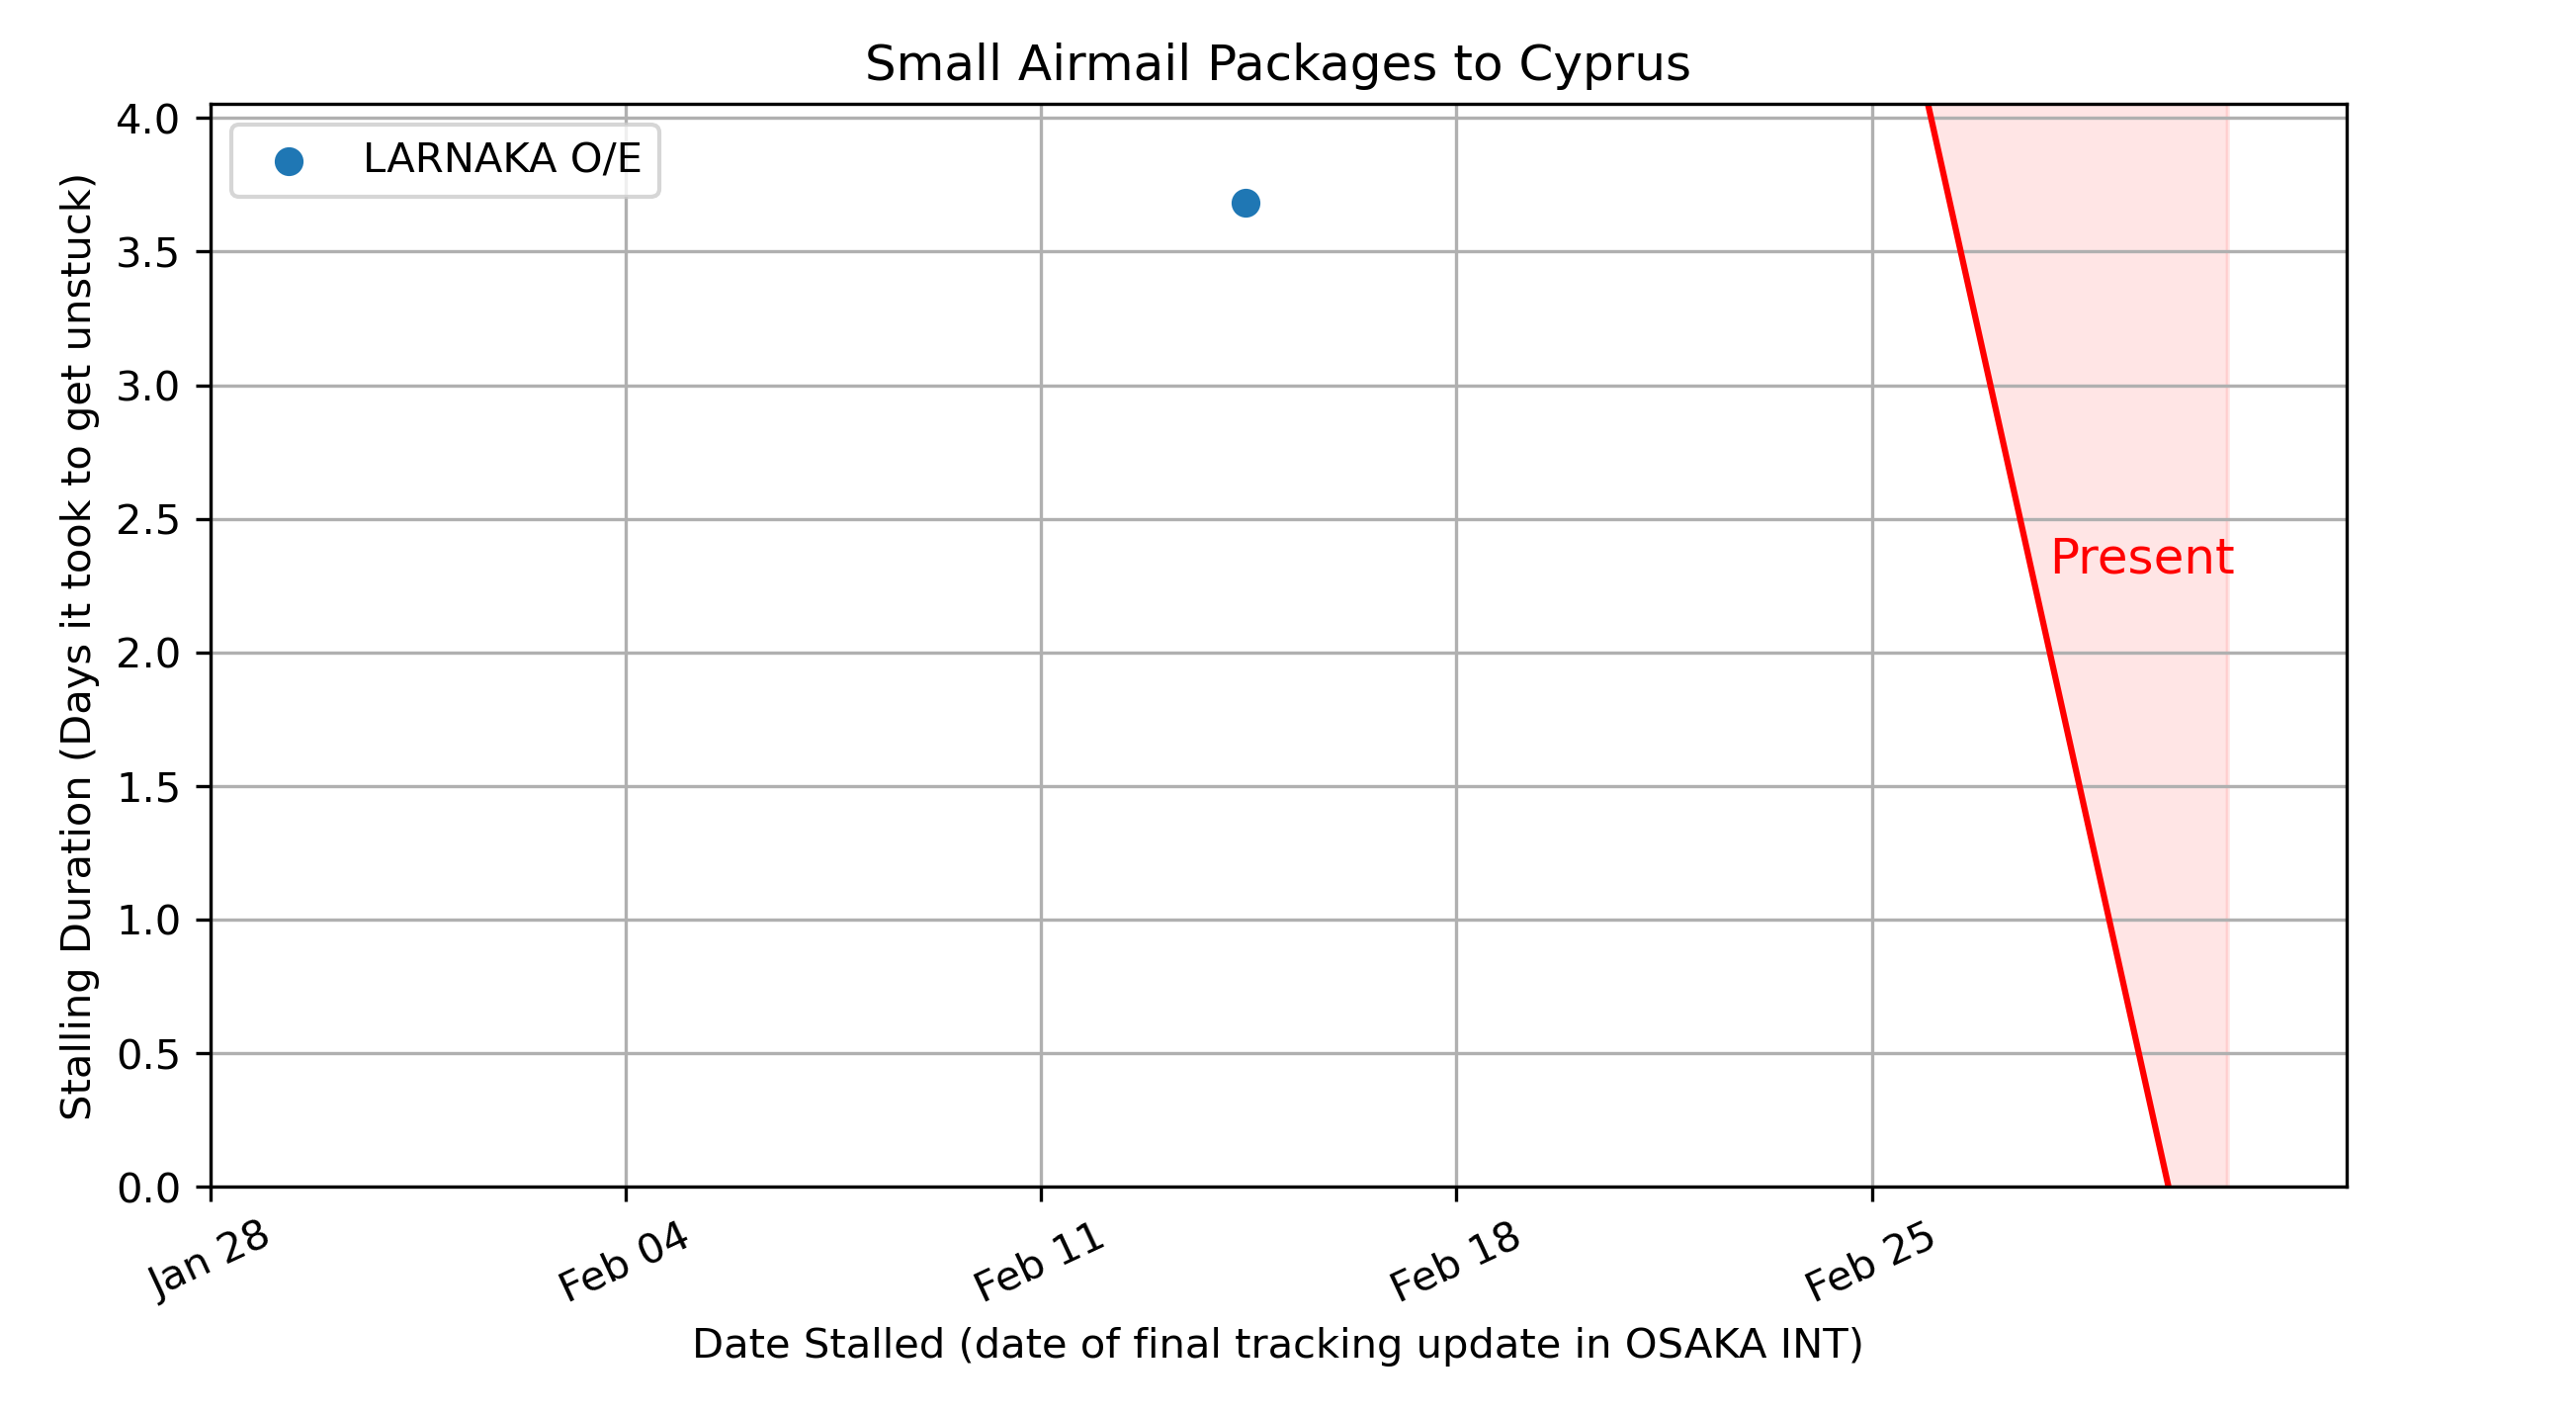 Small Airmail Packages to Cyprus
LARNAKA O/E
Stalling Duration (Days it took to get unstuck)
4.0
3.5
3.0
2.5
2.0
1.5
1.0
0.5
0.0
Present
Jan 28
Feb 04
Feb 11
Feb 18
Feb 25
Date Stalled (date of final tracking update in OSAKA INT)